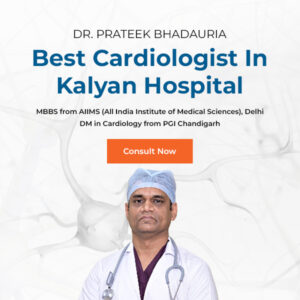 DR. PRATEEK BHADAURIA
Best Cardiologist In
Kalyan Hospital
MBBS from AIIMS (All India Institute of Medical Sciences), Delhi
DM in Cardiology from PGI Chandigarh
Consult Now